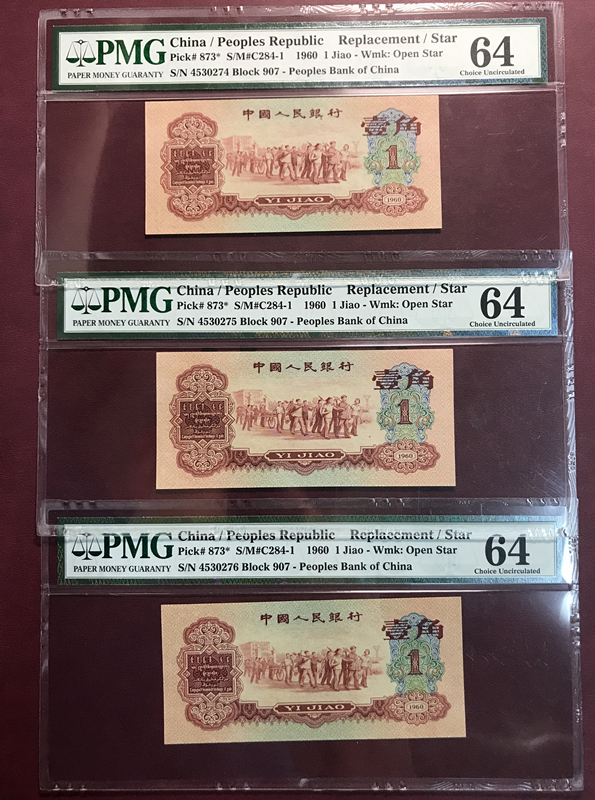 PMG
PAPER MONEY GUARANTY
China / Peoples Republic Replacement / Star
Pick# 873* S/M#C284-1 1960 1 Jiao - Wmk: Open Star
S/N 4530274 Block 907 - Peoples Bank of China
64
Choice Uncirculated
中國人民銀行
壹角
1
YI JIAO
1960
PMG
PAPER MONEY GUARANTY
China / Peoples Republic Replacement / Star
Pick# 873* S/M#C284-1 1960 1 Jiao - Wmk: Open Star
S/N 4530275 Block 907 - Peoples Bank of China
64
Choice Uncirculated
中國人民銀行
壹角
1
YI JIAO
1960
PMG
PAPER MONEY GUARANTY
China / Peoples Republic Replacement / Star
Pick# 873* S/M#C284-1 1960 1 Jiao - Wmk: Open Star
S/N 4530276 Block 907 - Peoples Bank of China
64
Choice Uncirculated
中國人民銀行
壹角
1
YI JIAO
1960